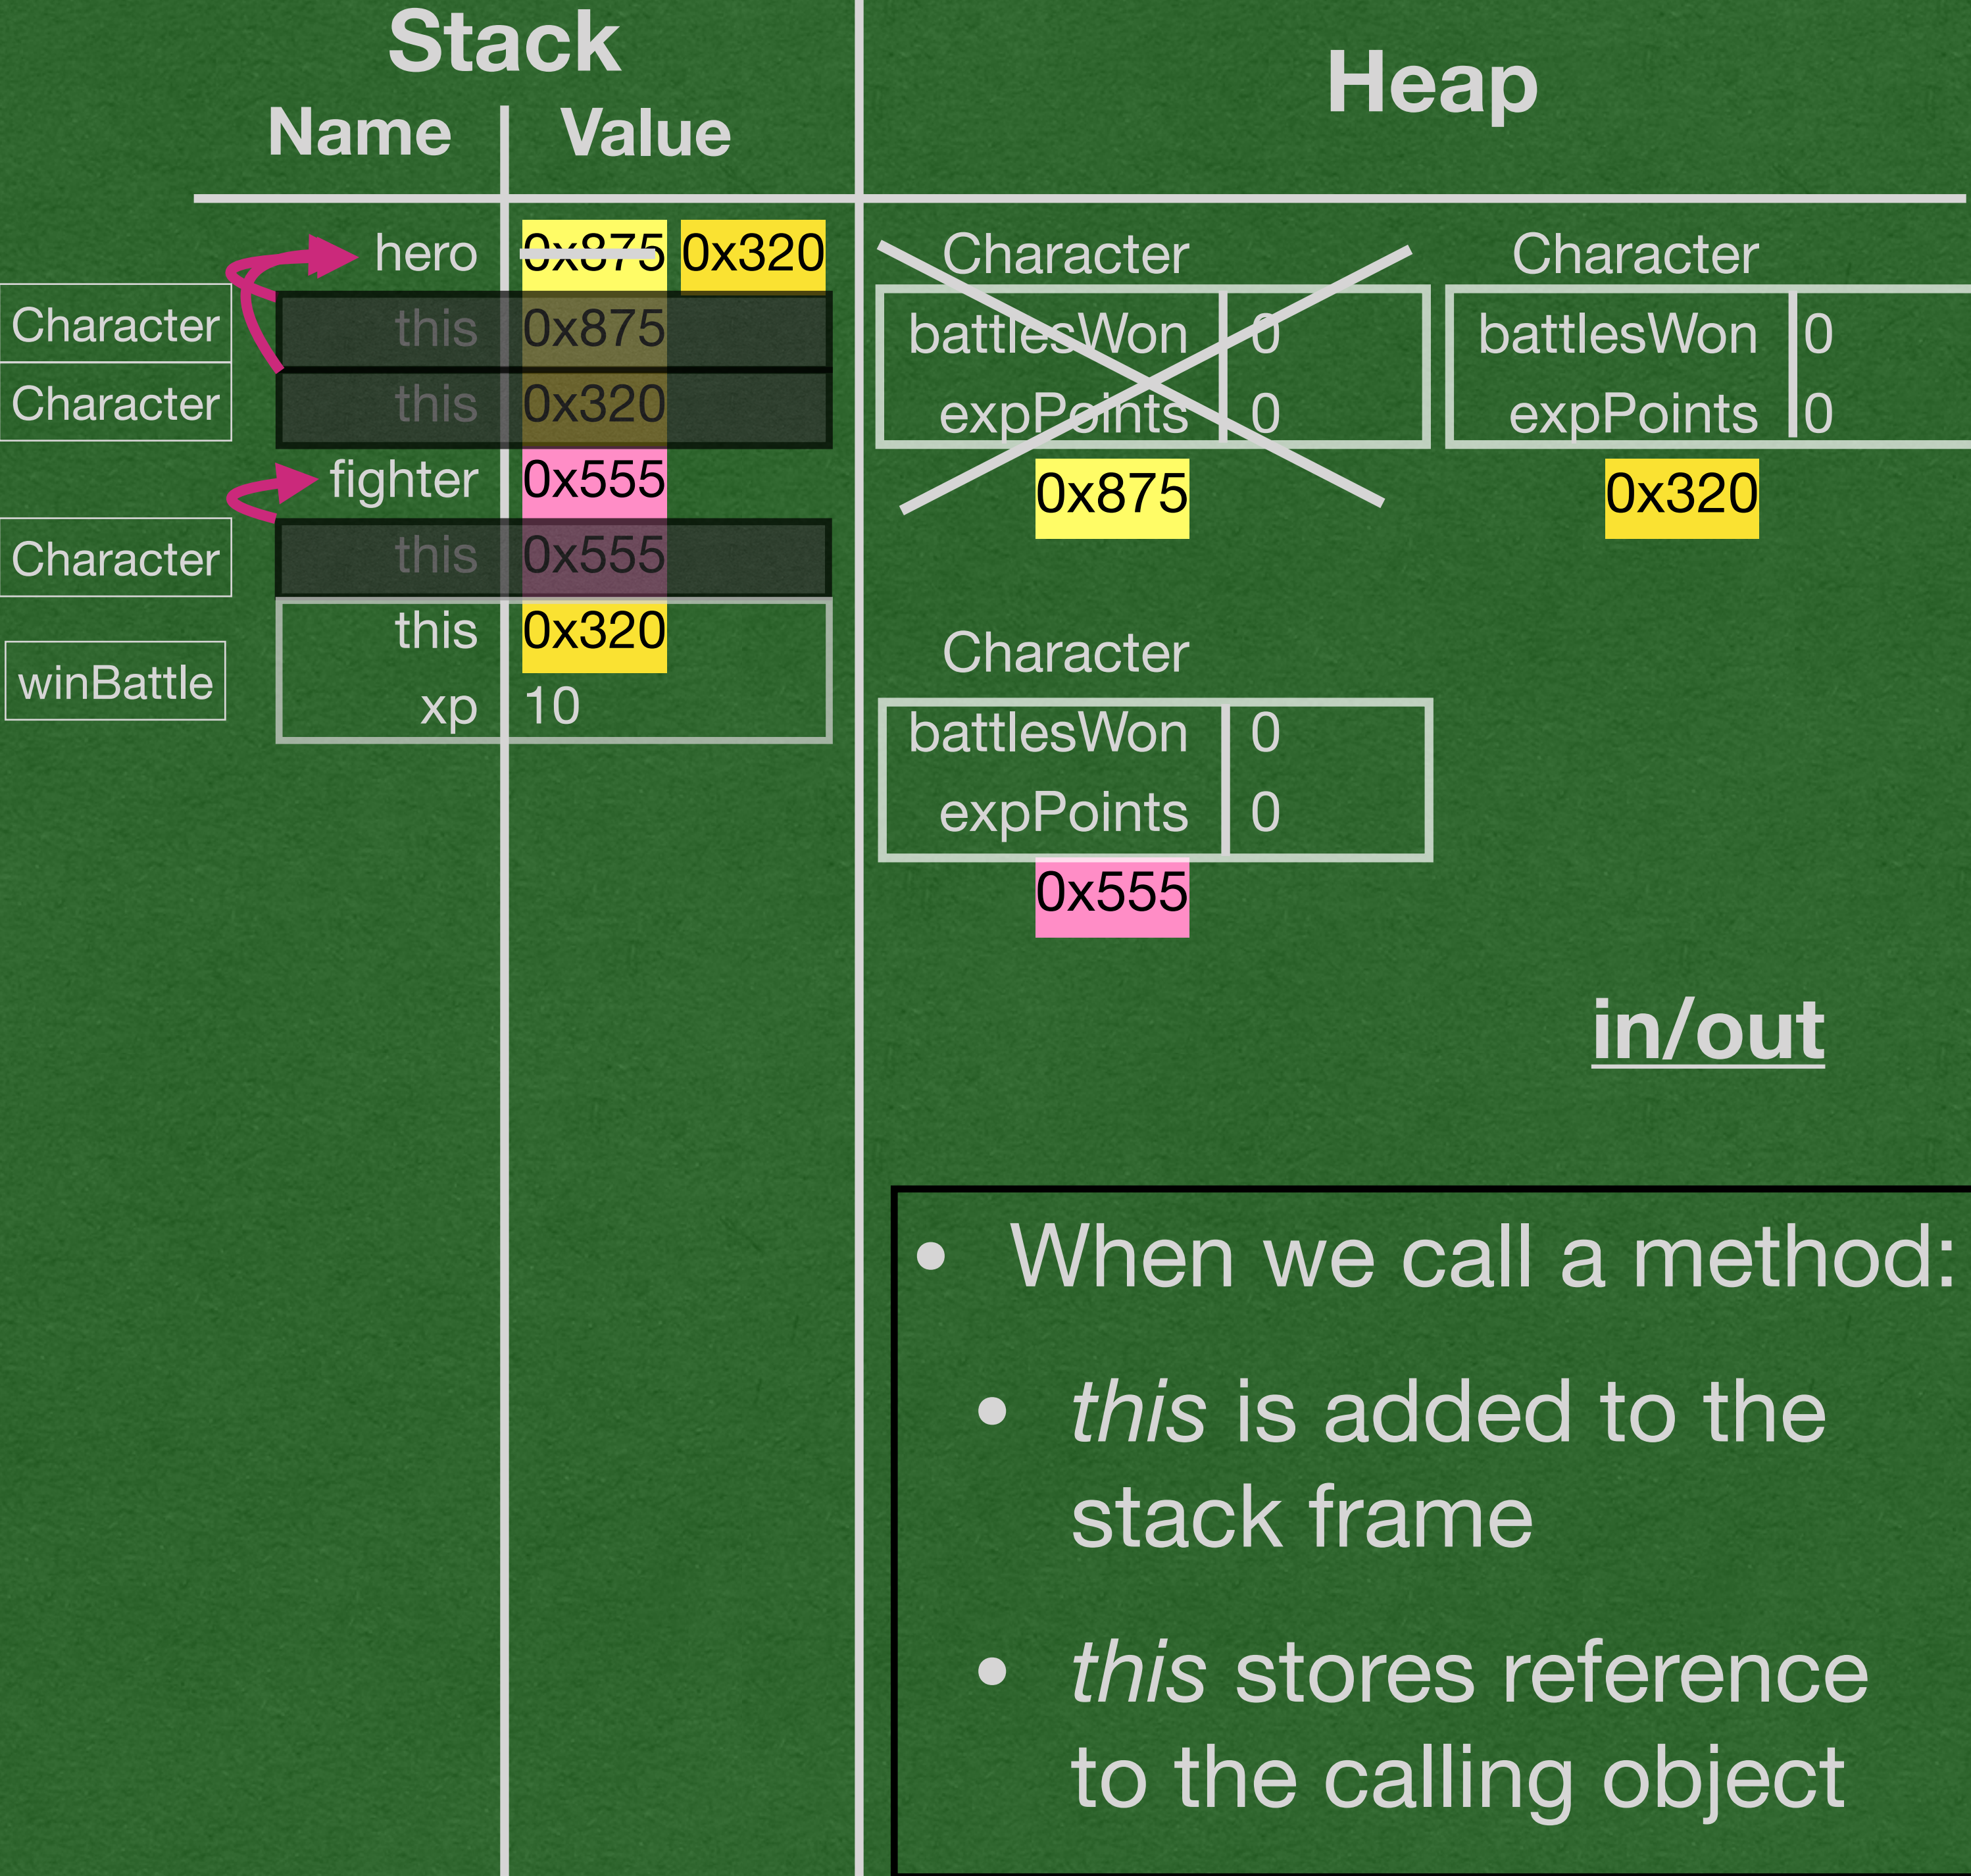 Stack
Heap
Name Value
hero 0x875 0x320
Character this 0x875
Character this 0x320
fighter 0x555
Character this 0x555
this 0x320
winBattle
xp 10
Character
battlesWon 0
expPoints 0
0x875
Character
battlesWon 0
expPoints 0
0x320
Character
battlesWon 0
expPoints 0
0x555
in/out
• When we call a method:
• this is added to the
stack frame
• this stores reference
to the calling object